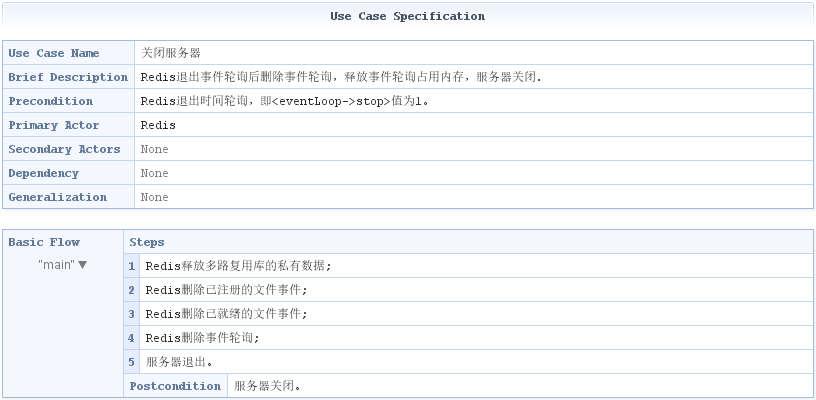 Use Case Specification
Use Case Name 关闭服务器
Brief Description Redis退出事件轮询后删除事件轮询，释放事件轮询占用内存，服务器关闭.
Precondition Redis退出时间轮询，即<eventLoop->stop>值为1。
Primary Actor Redis
Secondary Actors None
Dependency None
Generalization None
Basic Flow Steps
"main" ▼
1 Redis释放多路复用库的私有数据;
2 Redis删除已注册的文件事件;
3 Redis删除已就绪的文件事件;
4 Redis删除事件轮询;
5 服务器退出。
Postcondition 服务器关闭。